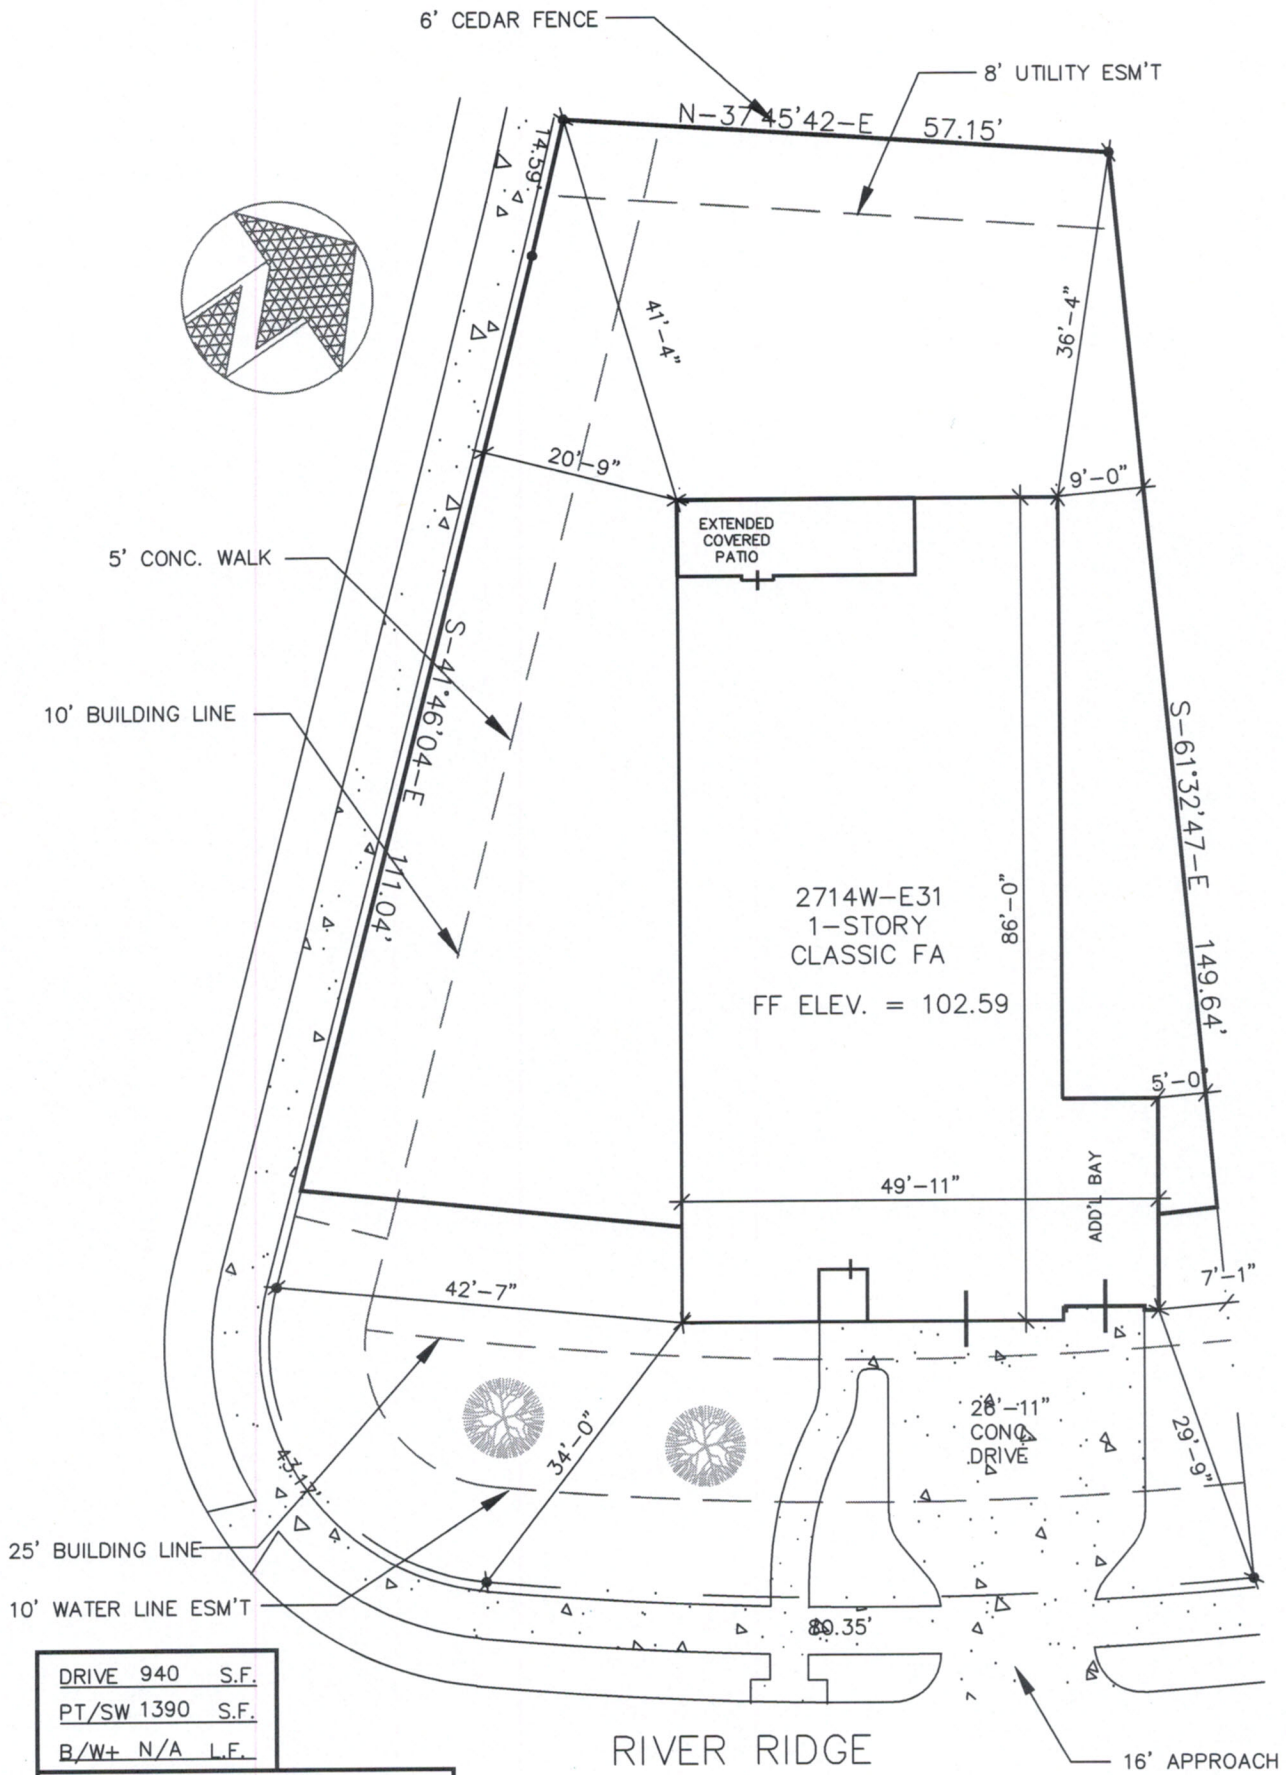 6' CEDAR FENCE
8' UTILITY ESM'T
N-37°45'42-E 57.15'
14.59'
41'-4"
36'-4"
20'-9"
9'-0"
EXTENDED
COVERED
PATIO
5' CONC. WALK
S-41°46'04-E 111.04'
10' BUILDING LINE
S-61°32'47-E 149.64'
86'-0"
2714W-E31
1-STORY
CLASSIC FA
FF ELEV. = 102.59
5'-0
49'-11"
ADD'L BAY
42'-7"
7'-1"
34'-0"
28'-11"
CONC.
DRIVE
29'-9"
43.17'
25' BUILDING LINE
10' WATER LINE ESM'T
80.35'
DRIVE 940 S.F.
PT/SW 1390 S.F.
B/W+ N/A L.F.
RIVER RIDGE
16' APPROACH